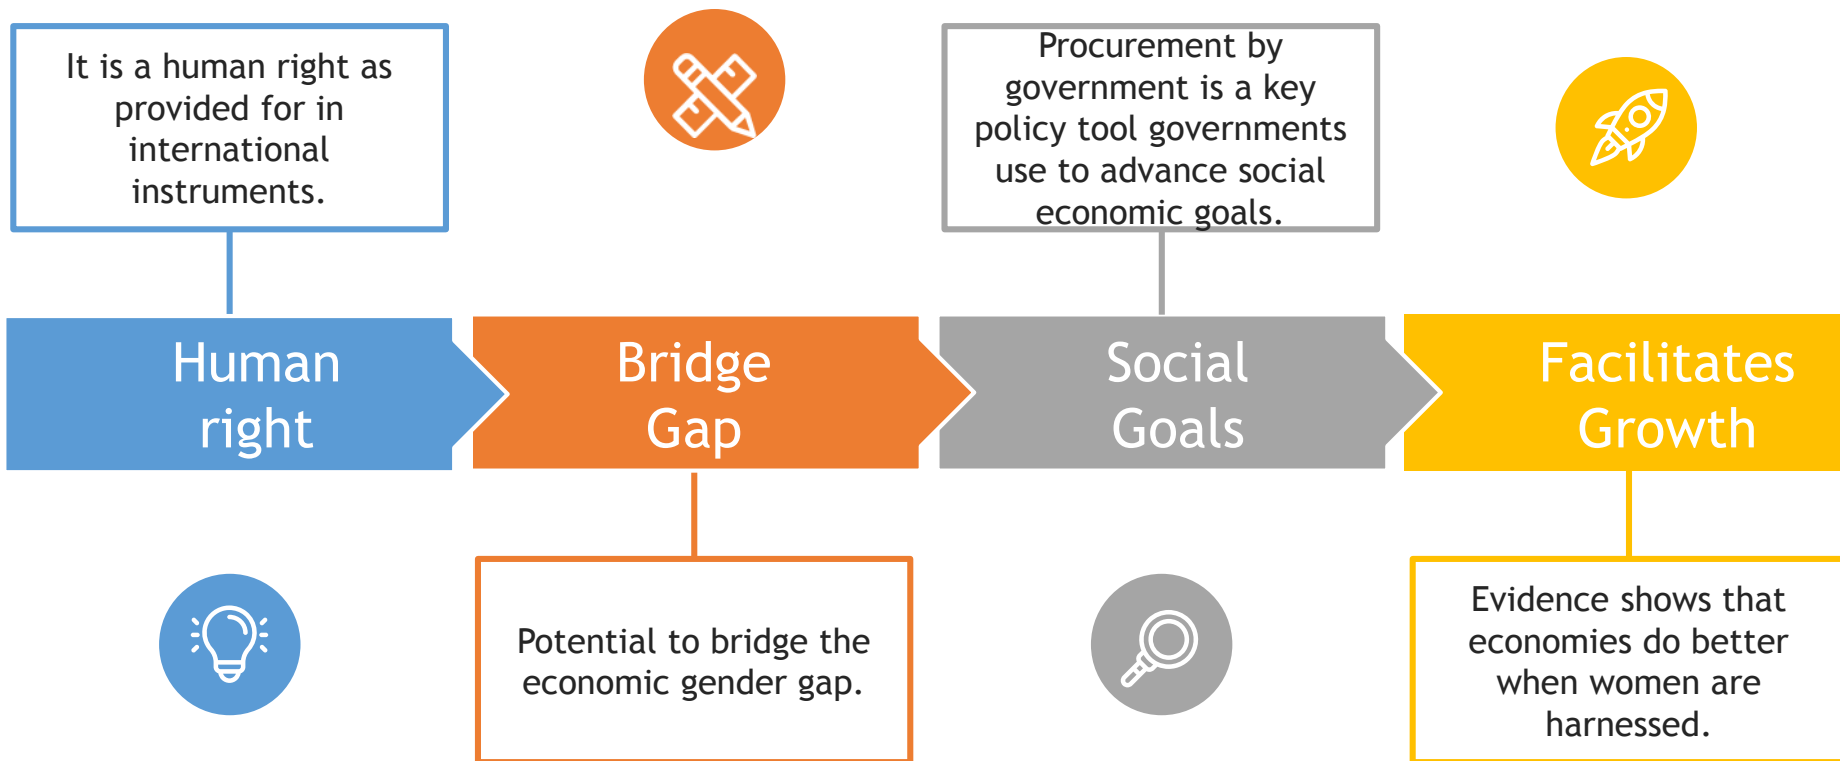 It is a human right as
provided for in
international
instruments.
Procurement by
government is a key
policy tool governments
use to advance social
economic goals.
Human
right
Bridge
Gap
Social
Goals
Facilitates
Growth
Potential to bridge the
economic gender gap.
Evidence shows that
economies do better
when women are
harnessed.